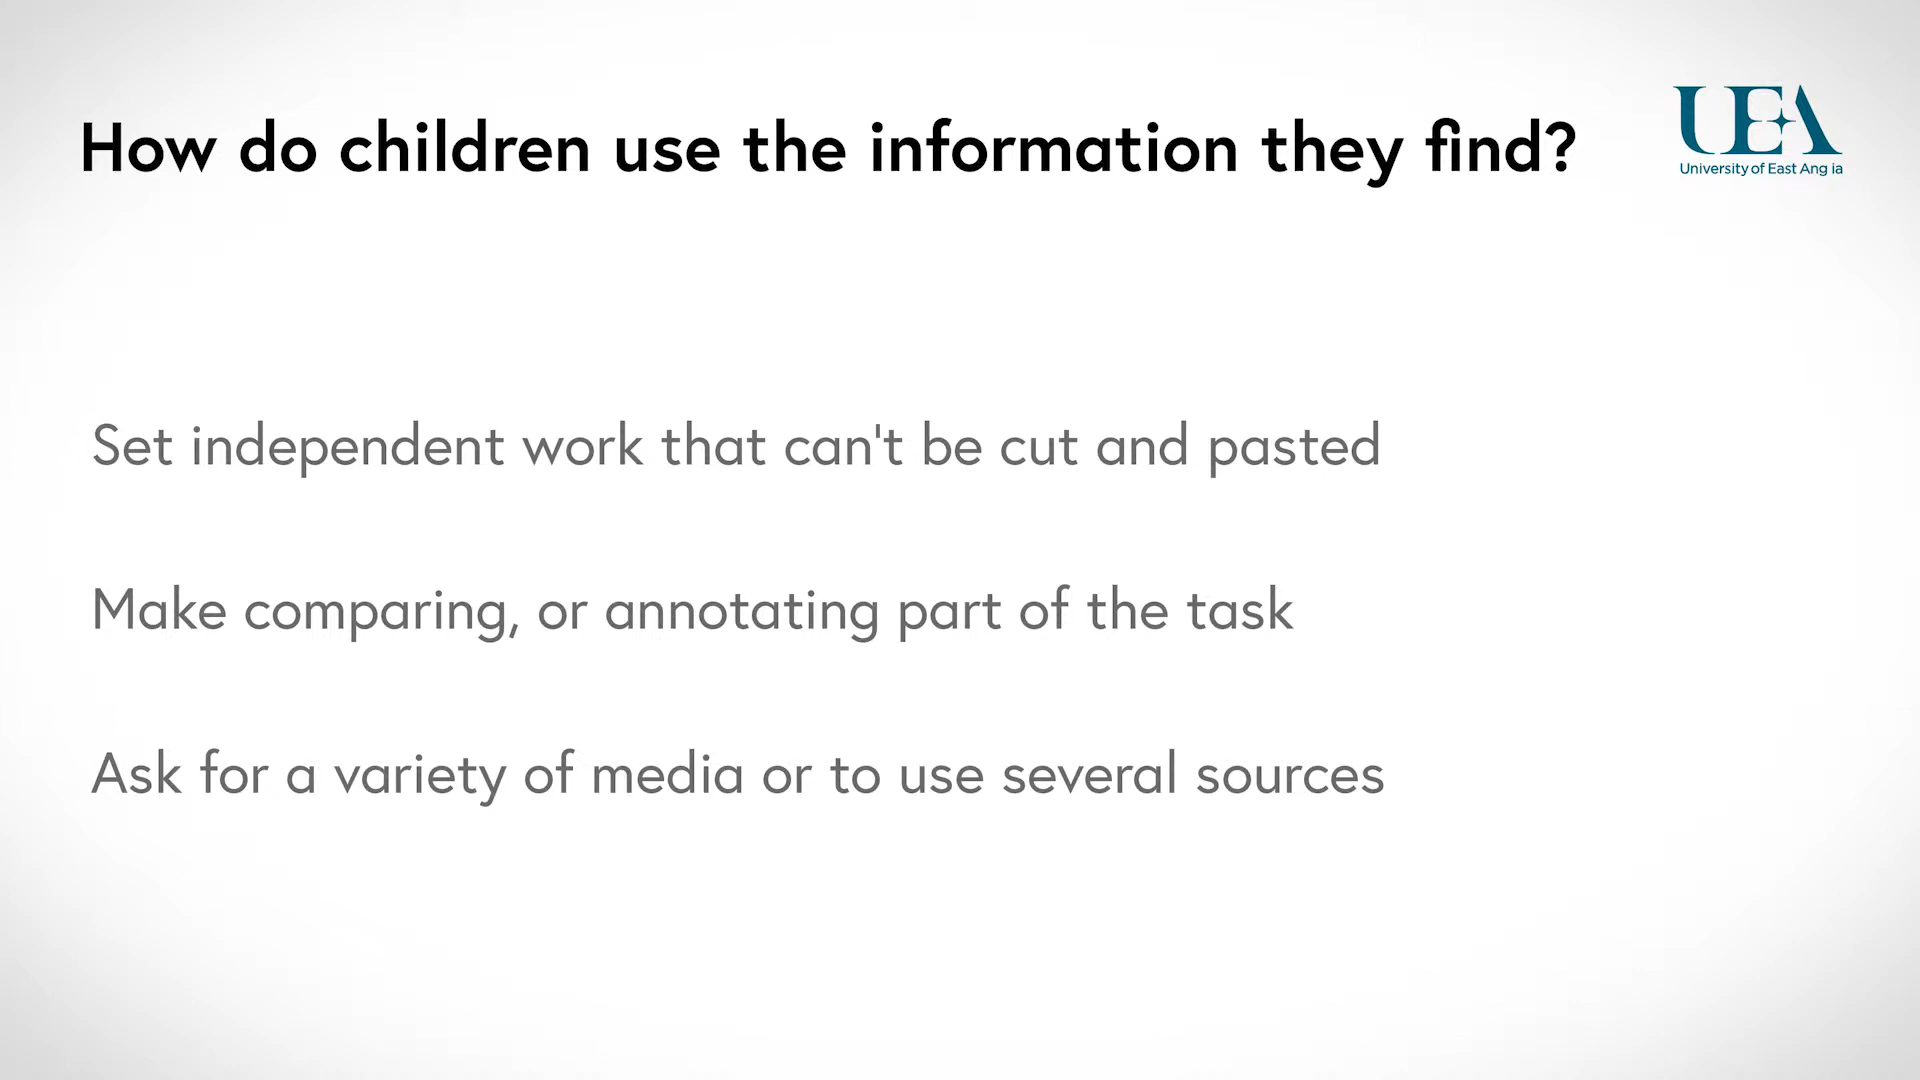 How do children use the information they find?
UEA
University of East Ang ia
Set independent work that can't be cut and pasted
Make comparing, or annotating part of the task
Ask for a variety of media or to use several sources